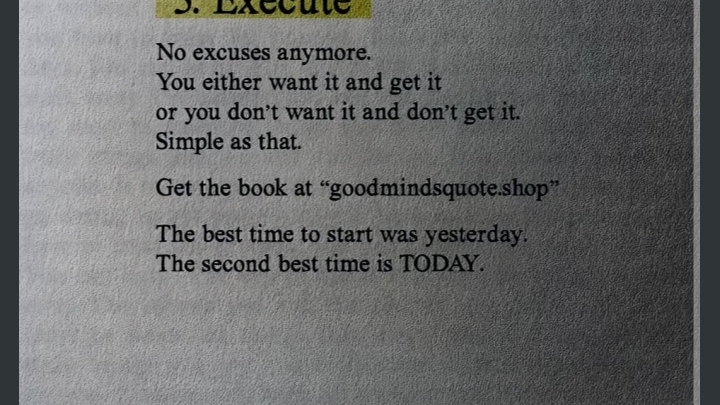 5. Execute
No excuses anymore.
You either want it and get it
or you don't want it and don't get it.
Simple as that.
Get the book at “goodmindsquote.shop”
The best time to start was yesterday.
The second best time is TODAY.